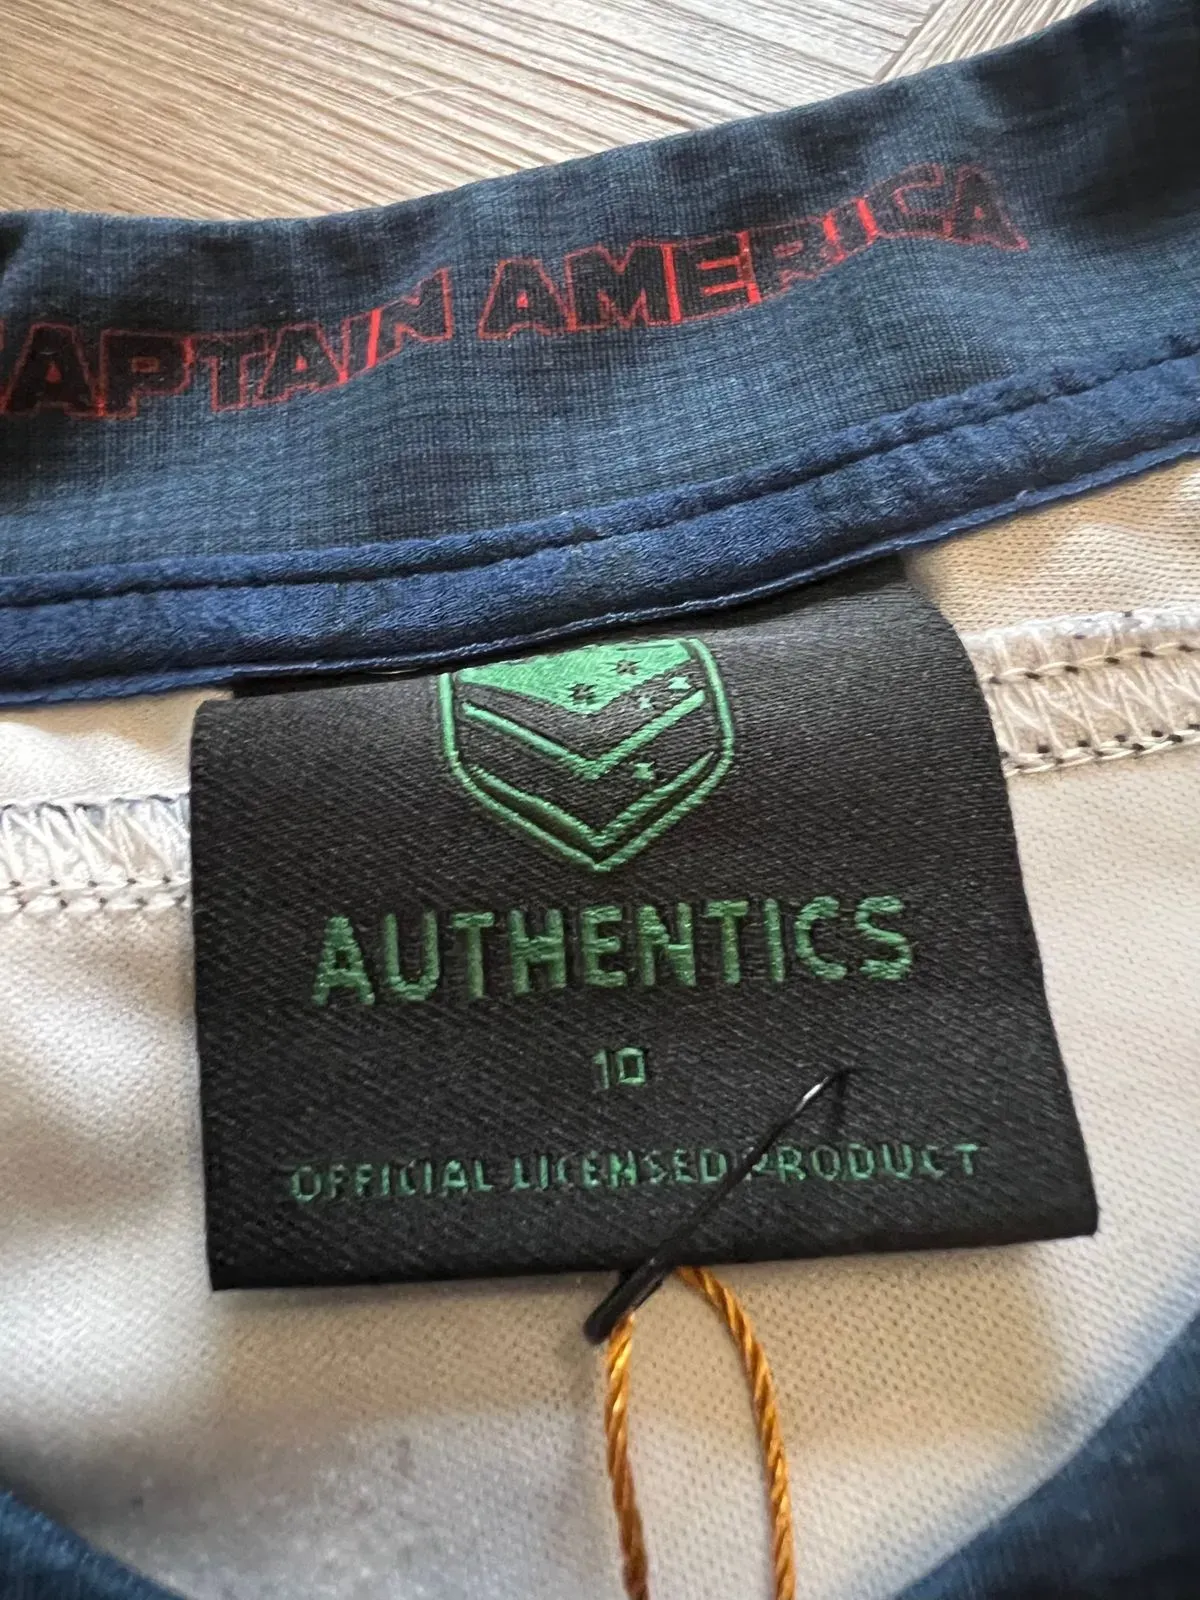 CAPTAIN AMERICA
AUTHENTICS
10
OFFICIAL LICENSED PRODUCT